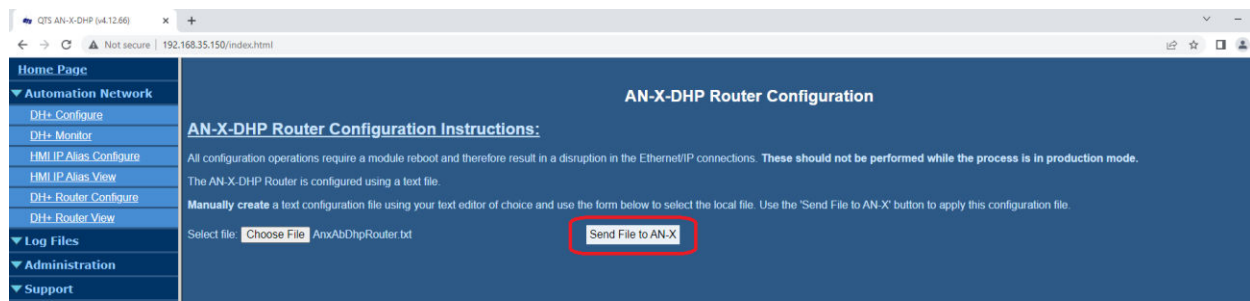 QTS AN-X-DHP (v4.12.66)
Not secure | 192.168.35.150/index.html
Home Page
Automation Network
DH+ Configure
DH+ Monitor
HMI IP Alias Configure
HMI IP Alias View
DH+ Router Configure
DH+ Router View
Log Files
Administration
Support
AN-X-DHP Router Configuration
AN-X-DHP Router Configuration Instructions:
All configuration operations require a module reboot and therefore result in a disruption in the Ethernet/IP connections. These should not be performed while the process is in production mode.
The AN-X-DHP Router is configured using a text file.
Manually create a text configuration file using your text editor of choice and use the form below to select the local file. Use the 'Send File to AN-X' button to apply this configuration file.
Select file: Choose File AnxAbDhpRouter.txt Send File to AN-X